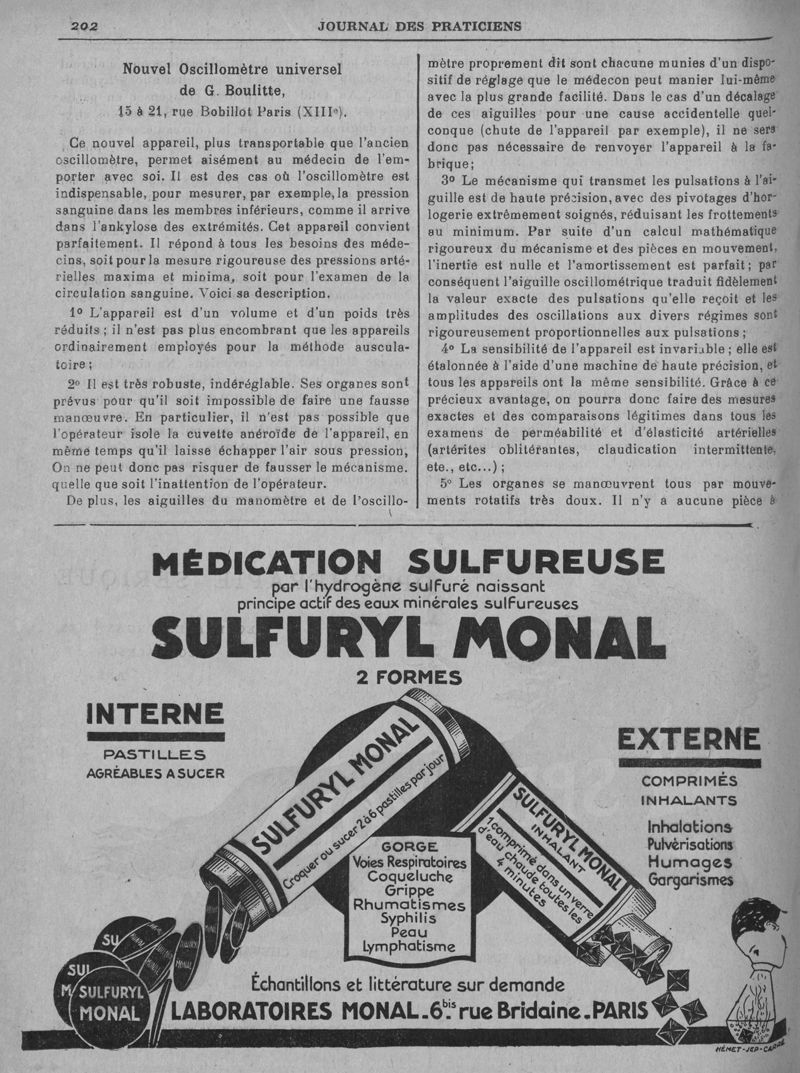 202
JOURNAL DES PRATICIENS
Nouvel Oscillomètre universel
de G. Boulitte,
15 à 21, rue Bobillot Paris (XIIIe).
Ce nouvel appareil, plus transportable que l'ancien
oscillomètre, permet aisément au médecin de l'em-
porter avec soi. Il est des cas où l'oscillomètre est
indispensable, pour mesurer, par exemple, la pression
sanguine dans les membres inférieurs, comme il arrive
dans l'ankylose des extrémités. Cet appareil convient
parfaitement. Il répond à tous les besoins des méde-
cins, soit pour la mesure rigoureuse des pressions arté-
rielles maxima et minima, soit pour l'examen de la
circulation sanguine. Voici sa description.
1o L'appareil est d'un volume et d'un poids très
réduits ; il n'est pas plus encombrant que les appareils
ordinairement employés pour la méthode ausculta-
toire ;
2o Il est très robuste, indéréglable. Ses organes sont
prévus pour qu'il soit impossible de faire une fausse
manœuvre. En particulier, il n'est pas possible que
l'opérateur isole la cuvette anéroïde de l'appareil, en
même temps qu'il laisse échapper l'air sous pression,
On ne peut donc pas risquer de fausser le mécanisme.
quelle que soit l'inattention de l'opérateur.
De plus, les aiguilles du manomètre et de l'oscillo-
mètre proprement dit sont chacune munies d'un dispo-
sitif de réglage que le médecon peut manier lui-même
avec la plus grande facilité. Dans le cas d'un décalage
de ces aiguilles pour une cause accidentelle quel-
conque (chute de l'appareil par exemple), il ne sera
donc pas nécessaire de renvoyer l'appareil à la fa-
brique;
3o Le mécanisme qui transmet les pulsations à l'ai-
guille est de haute précision, avec des pivotages d'hor-
logerie extrêmement soignés, réduisant les frottements
au minimum. Par suite d'un calcul mathématique
rigoureux du mécanisme et des pièces en mouvement,
l'inertie est nulle et l'amortissement est parfait ; par
conséquent l'aiguille oscillométrique traduit fidèlement
la valeur exacte des pulsations qu'elle reçoit et les
amplitudes des oscillations aux divers régimes sont
rigoureusement proportionnelles aux pulsations ;
4o La sensibilité de l'appareil est invariable ; elle est
étalonnée à l'aide d'une machine de haute précision, et
tous les appareils ont la même sensibilité. Grâce à ce
précieux avantage, on pourra donc faire des mesures
exactes et des comparaisons légitimes dans tous les
examens de perméabilité et d'élasticité artérielles
(artérites oblitérantes, claudication intermittente,
ete., etc...) ;
5o Les organes se manœuvrent tous par mouve-
ments rotatifs très doux. Il n'y a aucune pièce à
MÉDICATION SULFUREUSE
par l'hydrogène sulfuré naissant
principe actif des eaux minérales sulfureuses
SULFURYL MONAL
2 FORMES
INTERNE
PASTILLES
AGRÉABLES A SUCER
SULFURYL MONAL
Croquer ou sucer 2 à 6 pastilles par jour
GORGE
Voies Respiratoires
Coqueluche
Grippe
Rhumatismes
Syphilis
Peau
Lymphatisme
SULFURYL MONAL
INHALANT
1 comprimé dans un verre
d'eau chaude toutes les
4 minutes
EXTERNE
COMPRIMÉS
INHALANTS
Inhalations
Pulvérisations
Humages
Gargarismes
SU
SUL
M
SULFURYL
MONAL
Échantillons et littérature sur demande
LABORATOIRES MONAL_6bis rue Bridaine_PARIS
HÉMET-JEP-CARRÉ